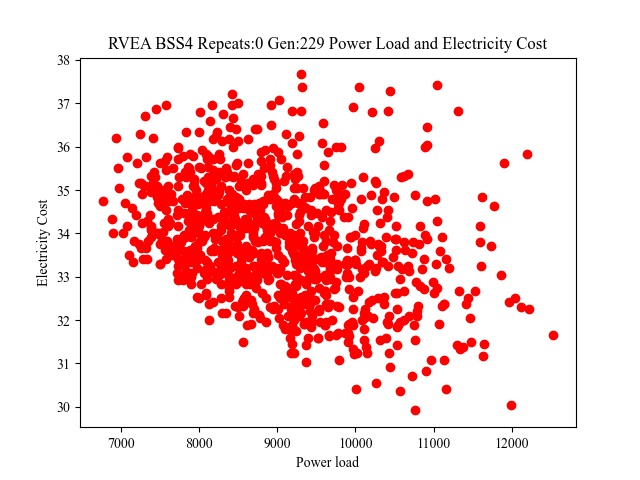 RVEA BSS4 Repeats:0 Gen:229 Power Load and Electricity Cost
38
37
36
35
34
33
32
31
30
Electricity Cost
7000 8000 9000 10000 11000 12000
Power load